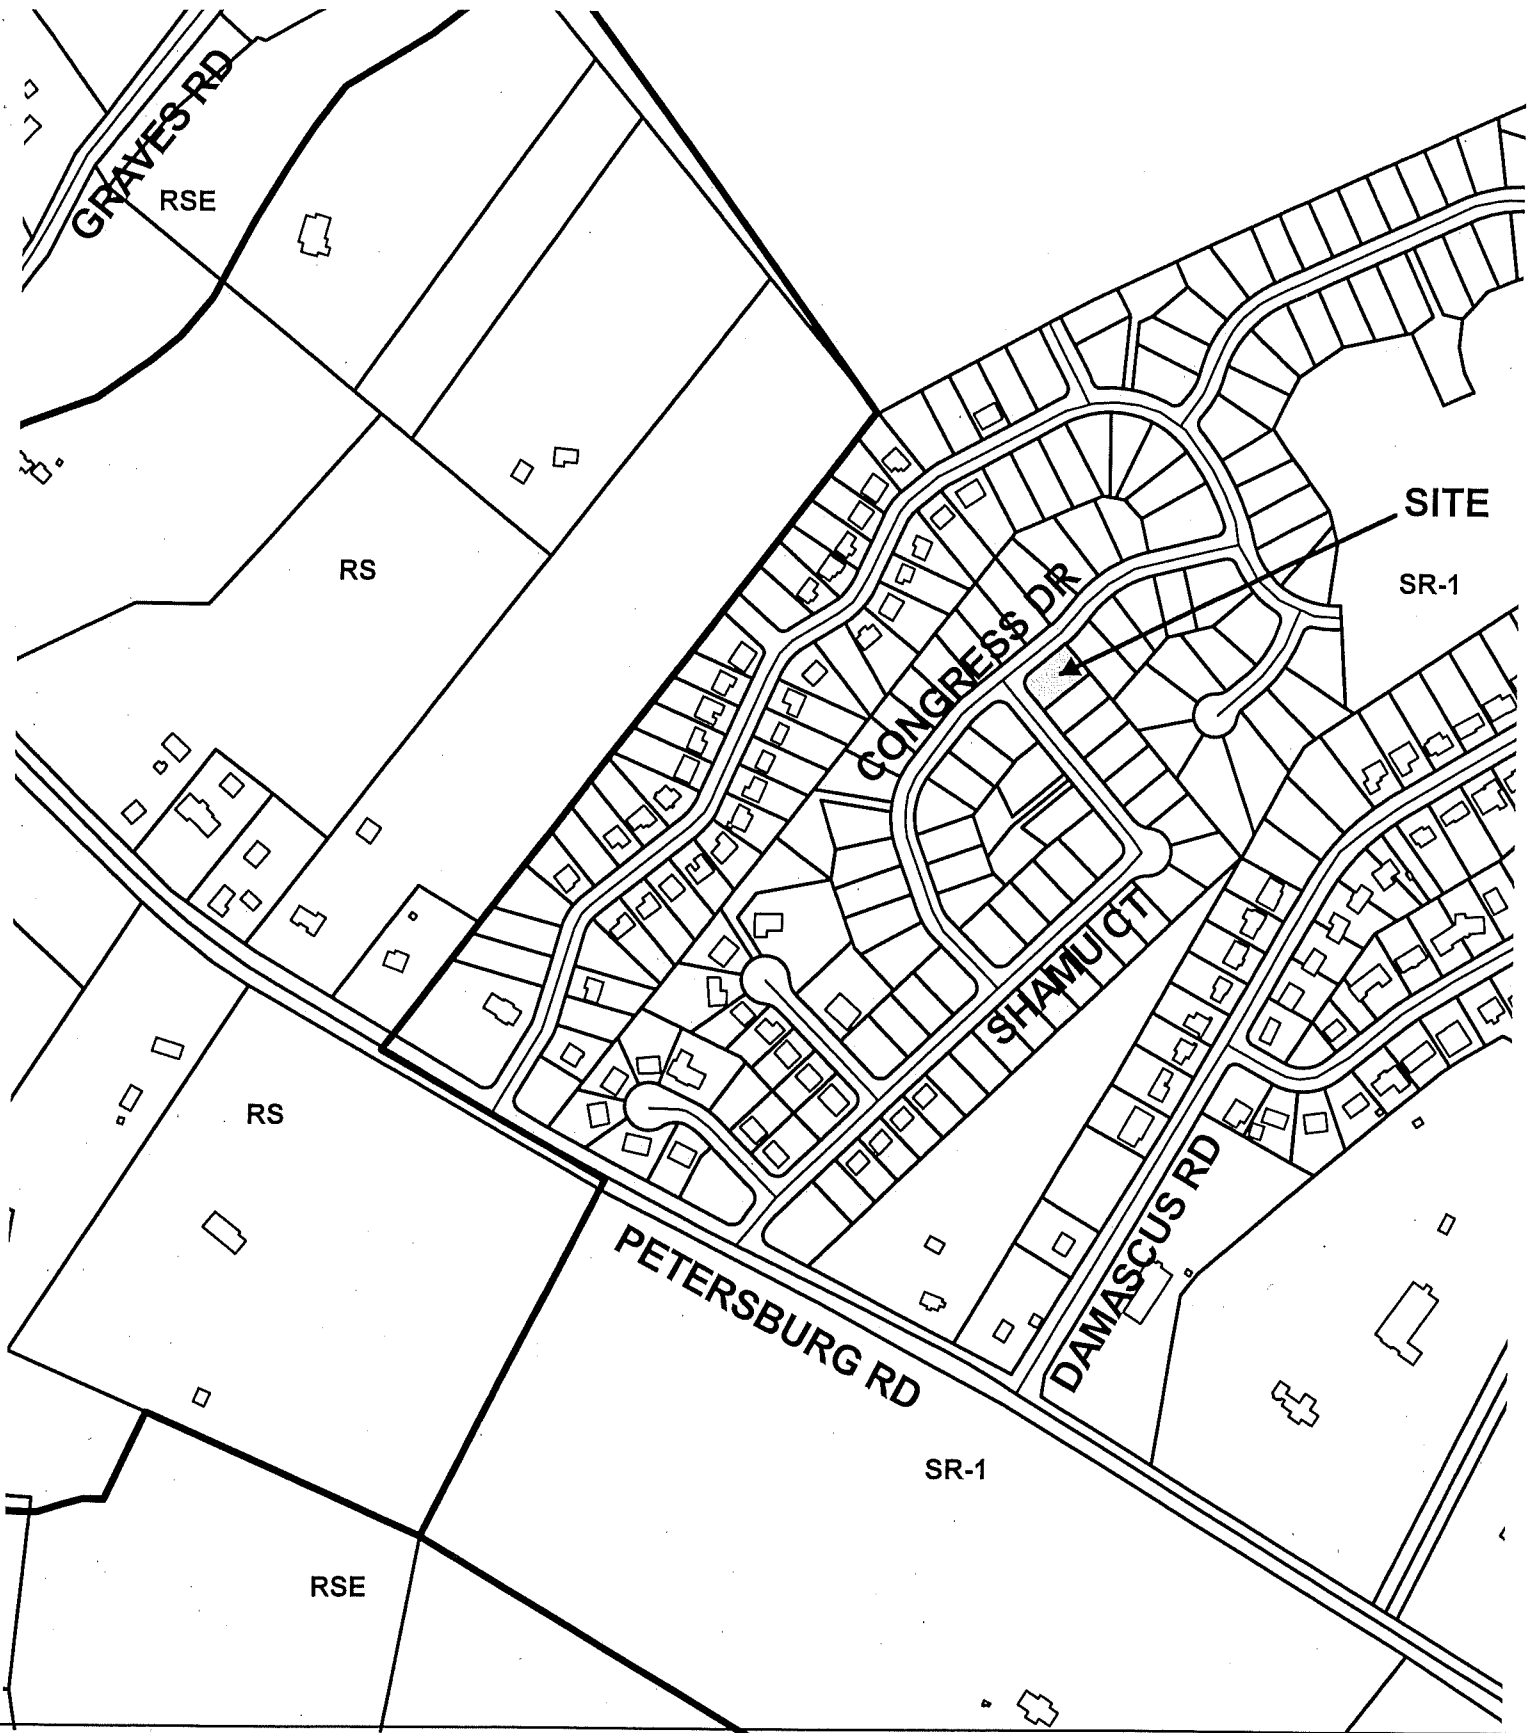 GRAVES RD
RSE
SITE
RS
SR-1
CONGRESS DR
SHAMU CT
RS
DAMASCUS RD
PETERSBURG RD
SR-1
RSE